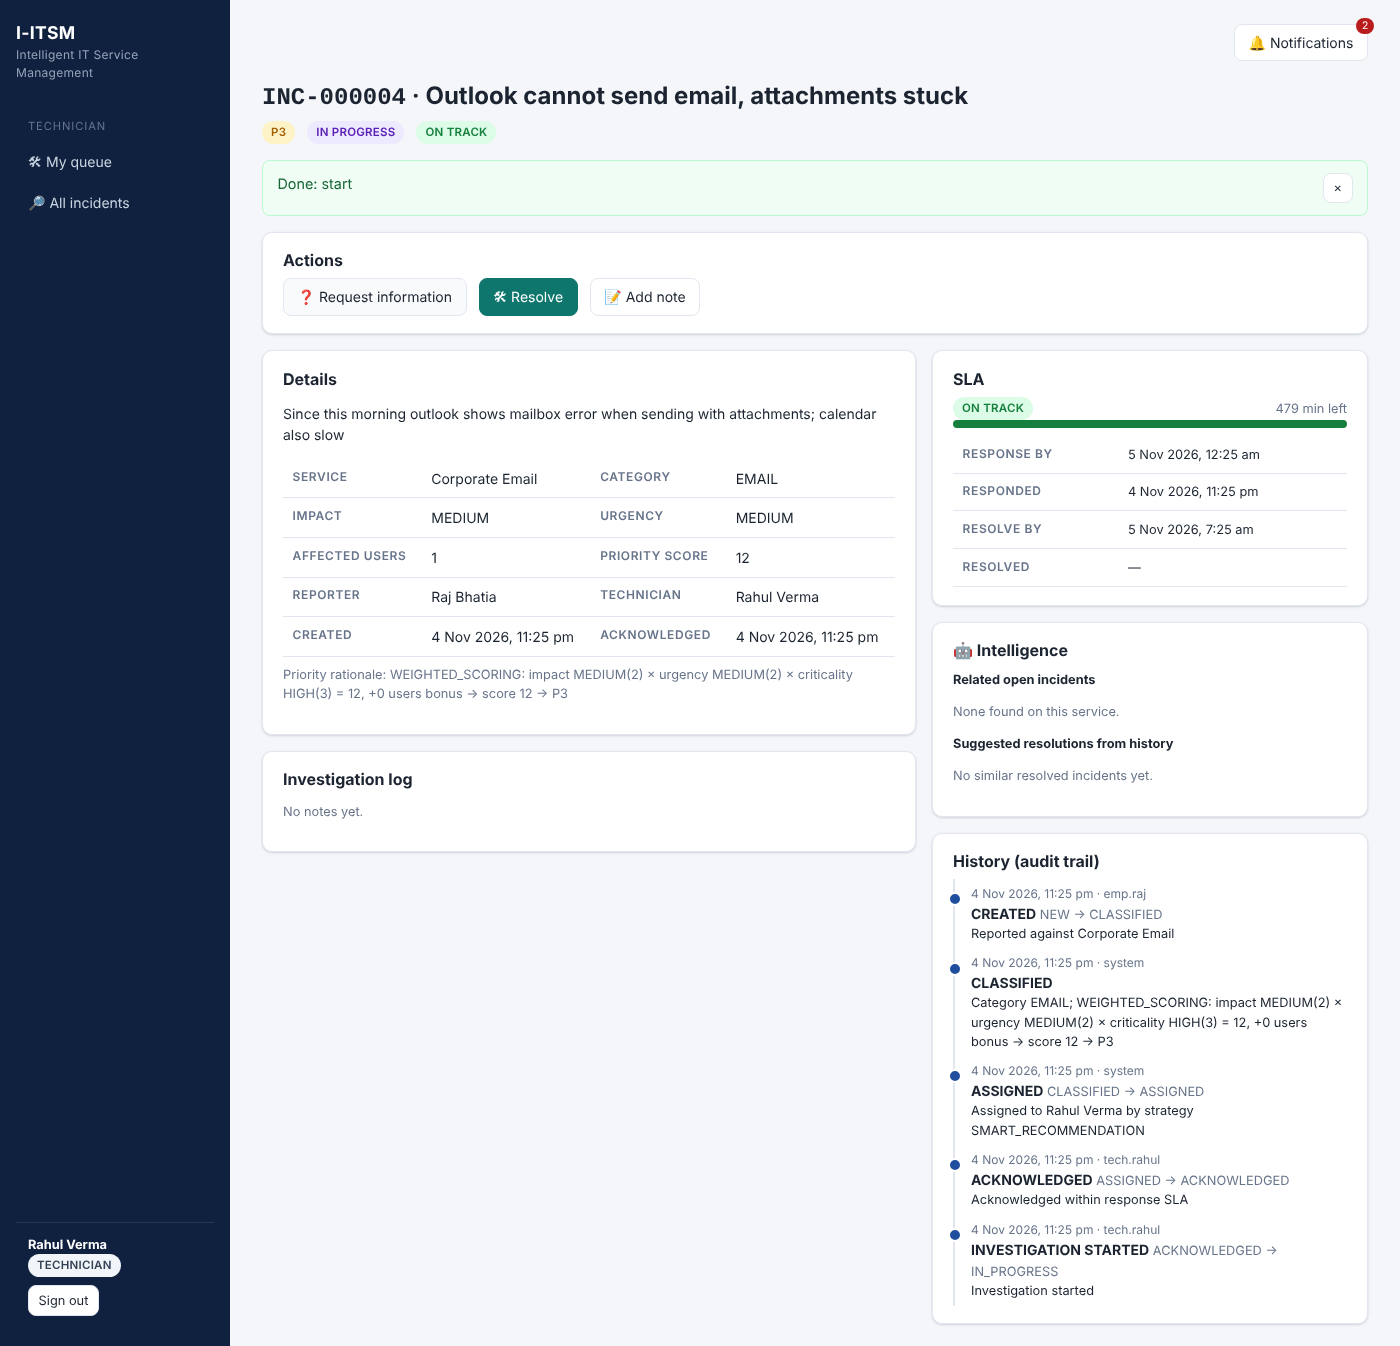 I-ITSM
Intelligent IT Service
Management
TECHNICIAN
🛠 My queue
🔎 All incidents
Rahul Verma
TECHNICIAN
Sign out
🔔 Notifications
2
INC-000004 · Outlook cannot send email, attachments stuck
P3 IN PROGRESS ON TRACK
Done: start
×
Actions
❓ Request information 🛠 Resolve 📝 Add note
Details
Since this morning outlook shows mailbox error when sending with attachments; calendar
also slow
SERVICE Corporate Email CATEGORY EMAIL
IMPACT MEDIUM URGENCY MEDIUM
AFFECTED USERS 1 PRIORITY SCORE 12
REPORTER Raj Bhatia TECHNICIAN Rahul Verma
CREATED 4 Nov 2026, 11:25 pm ACKNOWLEDGED 4 Nov 2026, 11:25 pm
Priority rationale: WEIGHTED_SCORING: impact MEDIUM(2) × urgency MEDIUM(2) × criticality
HIGH(3) = 12, +0 users bonus → score 12 → P3
Investigation log
No notes yet.
SLA
ON TRACK 479 min left
RESPONSE BY 5 Nov 2026, 12:25 am
RESPONDED 4 Nov 2026, 11:25 pm
RESOLVE BY 5 Nov 2026, 7:25 am
RESOLVED —
🤖 Intelligence
Related open incidents
None found on this service.
Suggested resolutions from history
No similar resolved incidents yet.
History (audit trail)
4 Nov 2026, 11:25 pm · emp.raj
CREATED NEW → CLASSIFIED
Reported against Corporate Email
4 Nov 2026, 11:25 pm · system
CLASSIFIED
Category EMAIL; WEIGHTED_SCORING: impact MEDIUM(2) ×
urgency MEDIUM(2) × criticality HIGH(3) = 12, +0 users
bonus → score 12 → P3
4 Nov 2026, 11:25 pm · system
ASSIGNED CLASSIFIED → ASSIGNED
Assigned to Rahul Verma by strategy
SMART_RECOMMENDATION
4 Nov 2026, 11:25 pm · tech.rahul
ACKNOWLEDGED ASSIGNED → ACKNOWLEDGED
Acknowledged within response SLA
4 Nov 2026, 11:25 pm · tech.rahul
INVESTIGATION STARTED ACKNOWLEDGED →
IN_PROGRESS
Investigation started